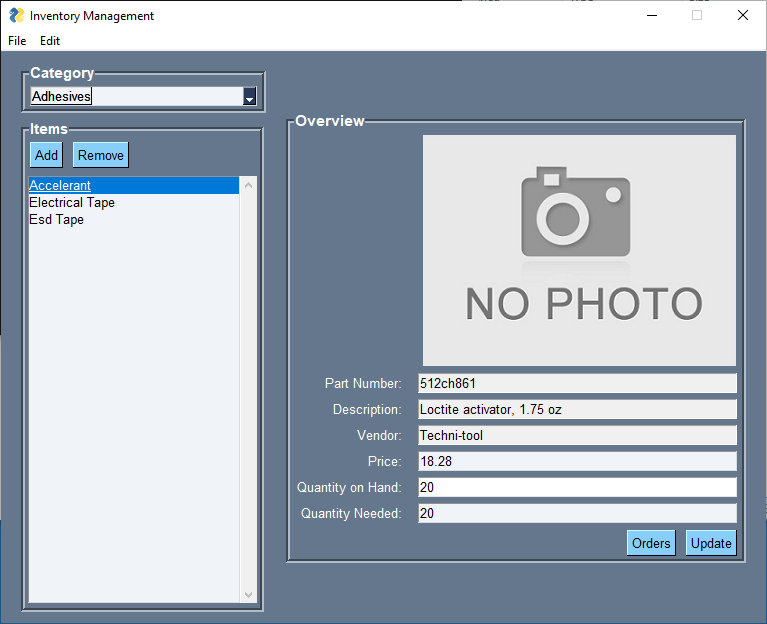 Inventory Management
File Edit
Category
Adhesives
Items
Add Remove
Accelerant
Electrical Tape
Esd Tape
Overview
NO PHOTO
Part Number: 512ch861
Description: Loctite activator, 1.75 oz
Vendor: Techni-tool
Price: 18.28
Quantity on Hand: 20
Quantity Needed: 20
Orders Update